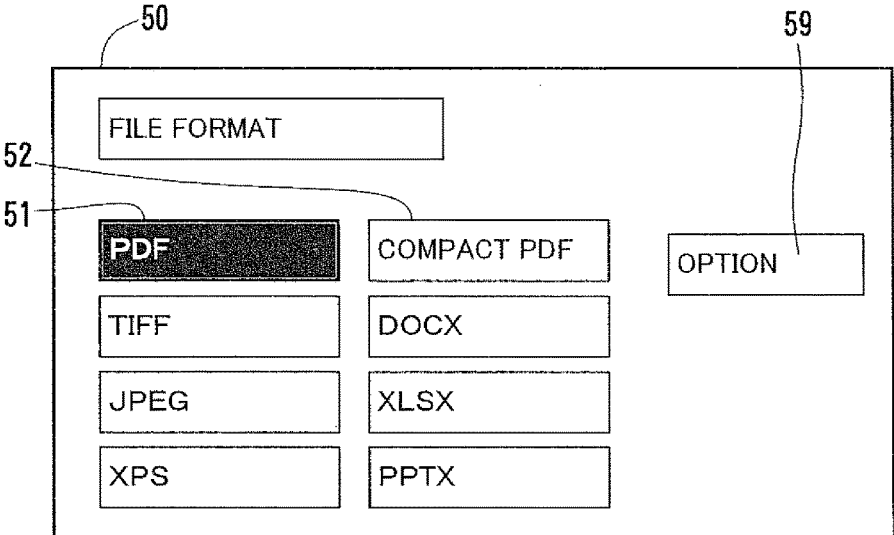 50
59
FILE FORMAT
52
51
PDF
COMPACT PDF
OPTION
TIFF
DOCX
JPEG
XLSX
XPS
PPTX